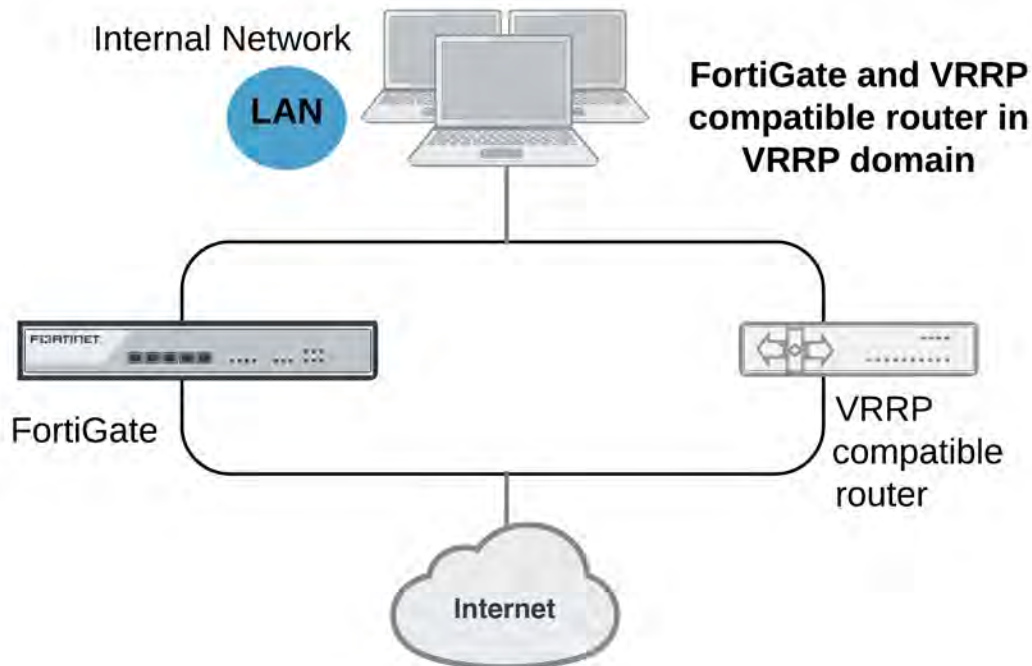 Internal Network
LAN
FortiGate and VRRP
compatible router in
VRRP domain
FORTINET
FortiGate
VRRP
compatible
router
Internet